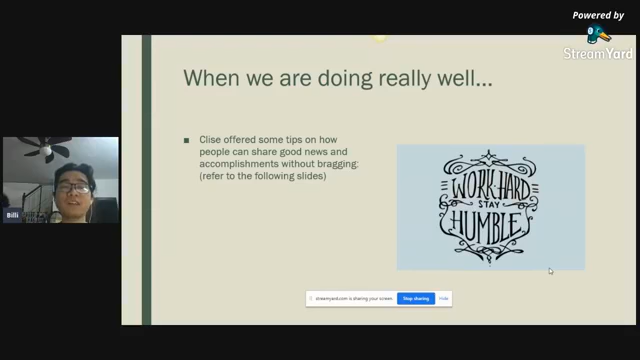 Powered by
StreamYard
When we are doing really well...
■ Clise offered some tips on how
people can share good news and
accomplishments without bragging:
(refer to the following slides)
WORK HARD
STAY
HUMBLE
Billi
streamyard.com is sharing your screen. Stop sharing Hide